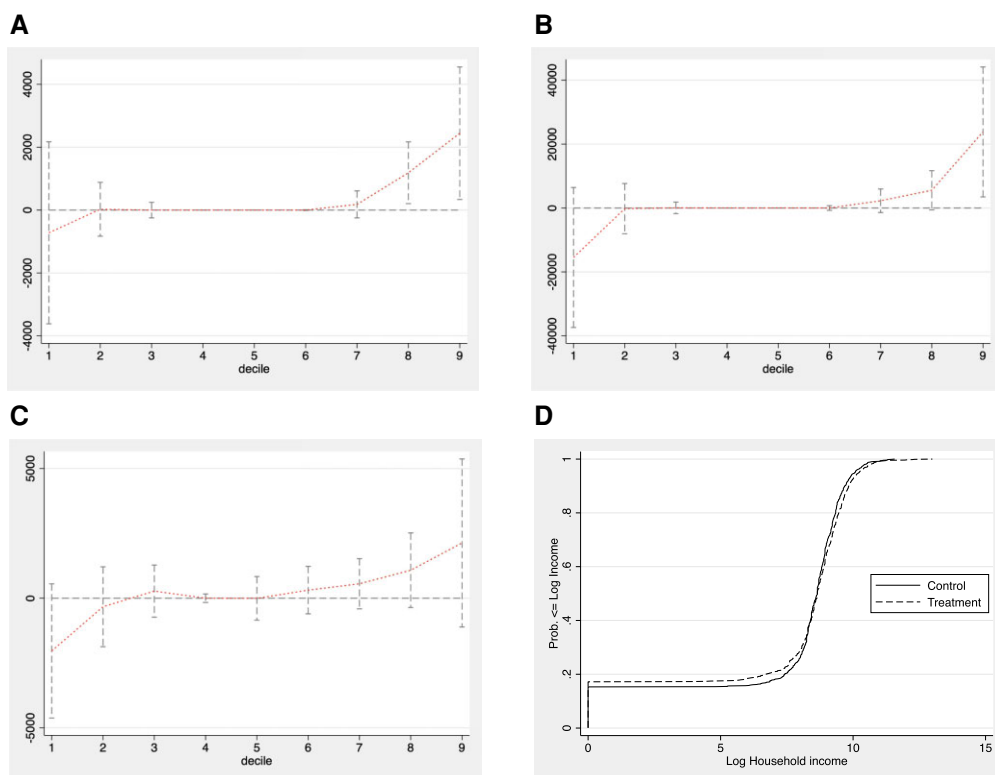 A
4000
2000
0
-2000
-4000
1 2 3 4 5 6 7 8 9
decile
B
40000
20000
0
-20000
-40000
1 2 3 4 5 6 7 8 9
decile
C
5000
0
-5000
1 2 3 4 5 6 7 8 9
decile
D
Prob. <= Log Income
1
.8
.6
.4
.2
0
Control
Treatment
0 5 10 15
Log Household income